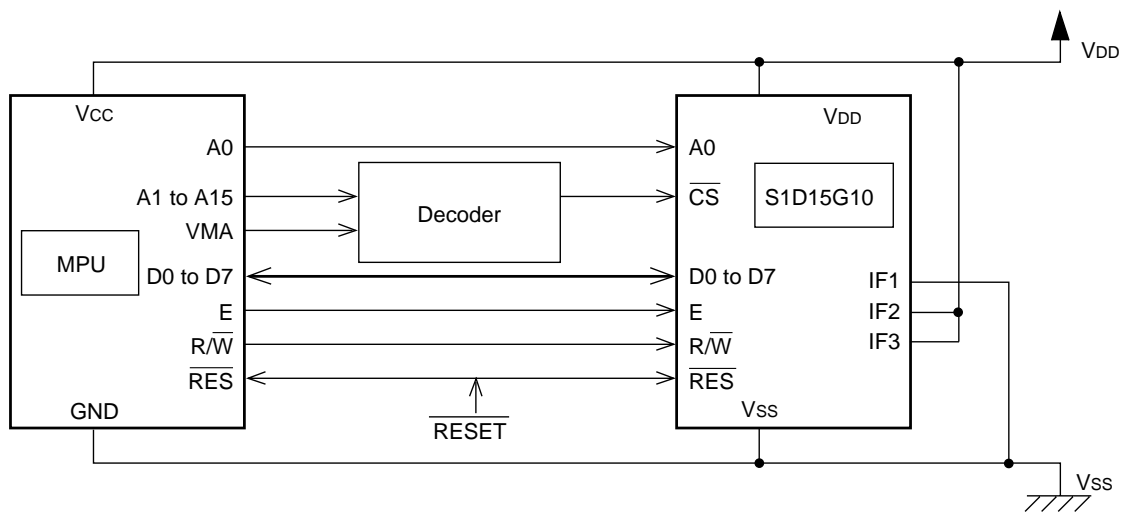 VDD
VCC
VDD
A0
A0
A1 to A15
Decoder
CS
S1D15G10
VMA
MPU
D0 to D7
D0 to D7
IF1
E
E
IF2
R/W
R/W
IF3
RES
RES
GND
RESET
VSS
VSS